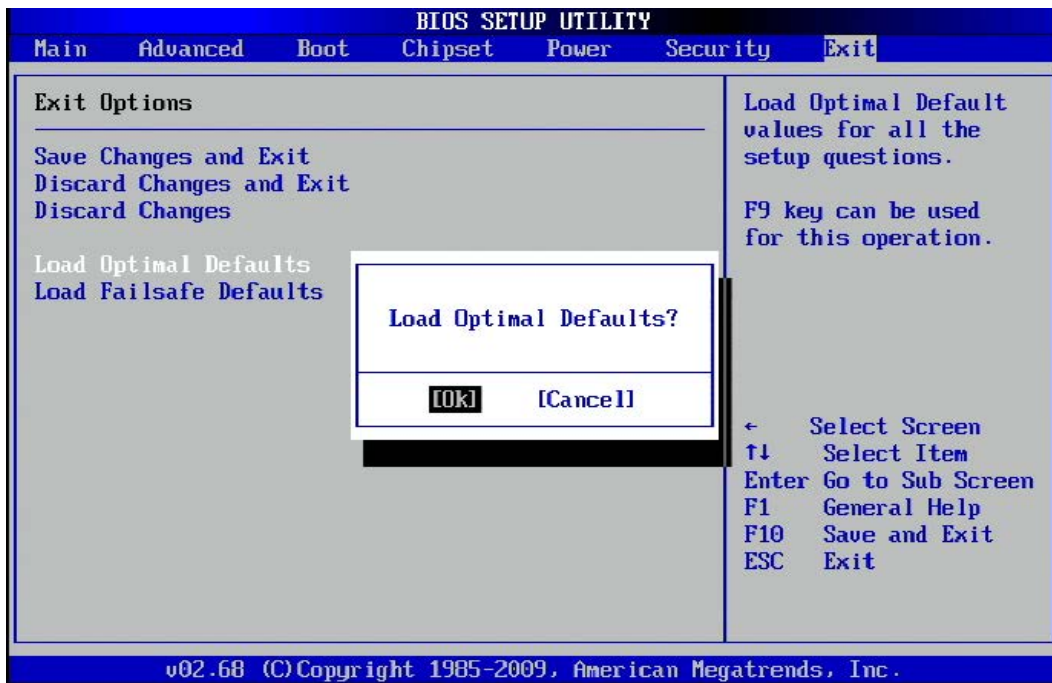 BIOS SETUP UTILITY
Main Advanced Boot Chipset Power Security Exit
Exit Options
Save Changes and Exit
Discard Changes and Exit
Discard Changes
Load Optimal Defaults
Load Failsafe Defaults
Load Optimal Defaults?
[Ok] [Cancel]
Load Optimal Default
values for all the
setup questions.
F9 key can be used
for this operation.
← Select Screen
↑↓ Select Item
Enter Go to Sub Screen
F1 General Help
F10 Save and Exit
ESC Exit
v02.68 (C)Copyright 1985-2009, American Megatrends, Inc.